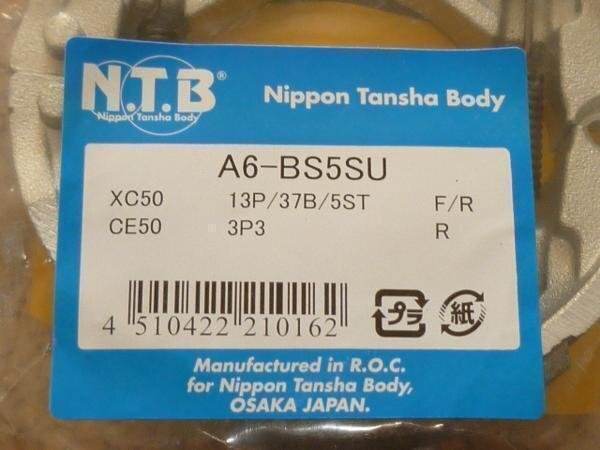 N.T.B®
Nippon Tansha Body
Nippon Tansha Body
A6-BS5SU
XC50 13P/37B/5ST F/R
CE50 3P3 R
4 510422 210162
プラ
紙
Manufactured in R.O.C.
for Nippon Tansha Body,
OSAKA JAPAN.